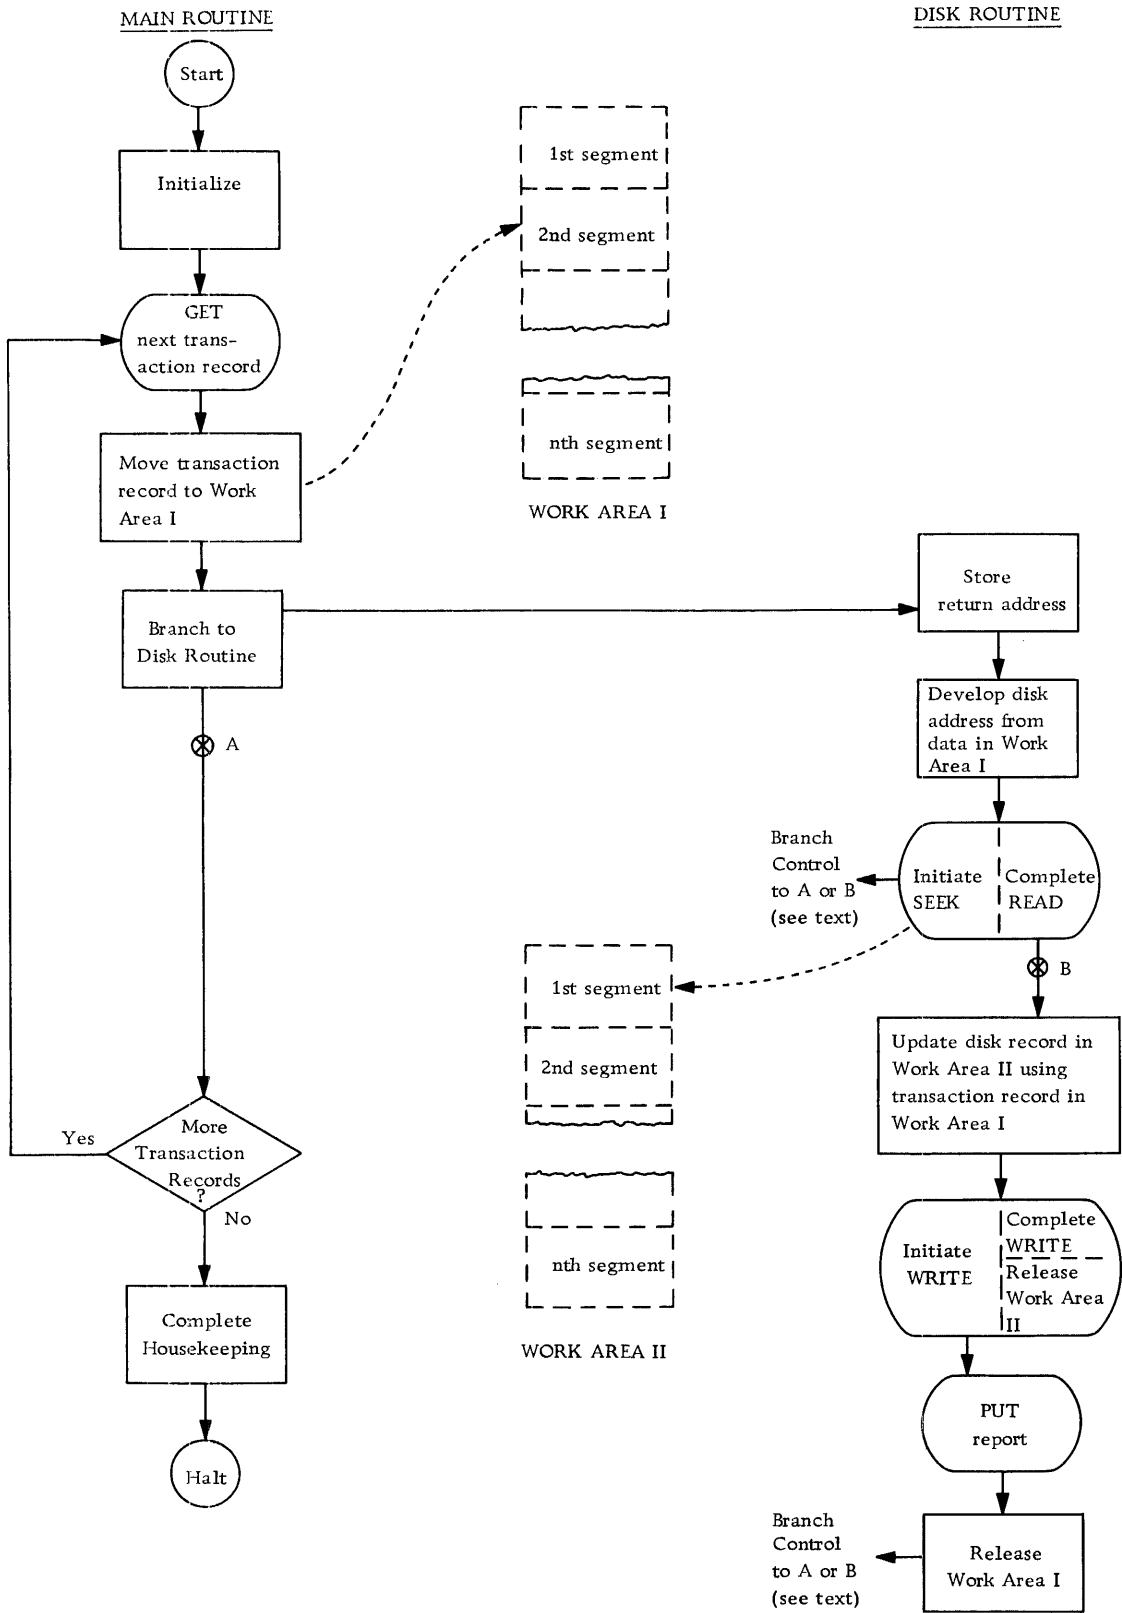 MAIN ROUTINE
DISK ROUTINE
Start
Initialize
GET
next trans-
action record
Move transaction
record to Work
Area I
Branch to
Disk Routine
A
1st segment
2nd segment
nth segment
WORK AREA I
Store
return address
Develop disk
address from
data in Work
Area I
Branch
Control
to A or B
(see text)
Initiate
SEEK
Complete
READ
B
1st segment
2nd segment
nth segment
WORK AREA II
Update disk record in
Work Area II using
transaction record in
Work Area I
Yes
More
Transaction
Records
?
No
Initiate
WRITE
Complete
WRITE
Release
Work Area
II
Complete
Housekeeping
Halt
PUT
report
Branch
Control
to A or B
(see text)
Release
Work Area I